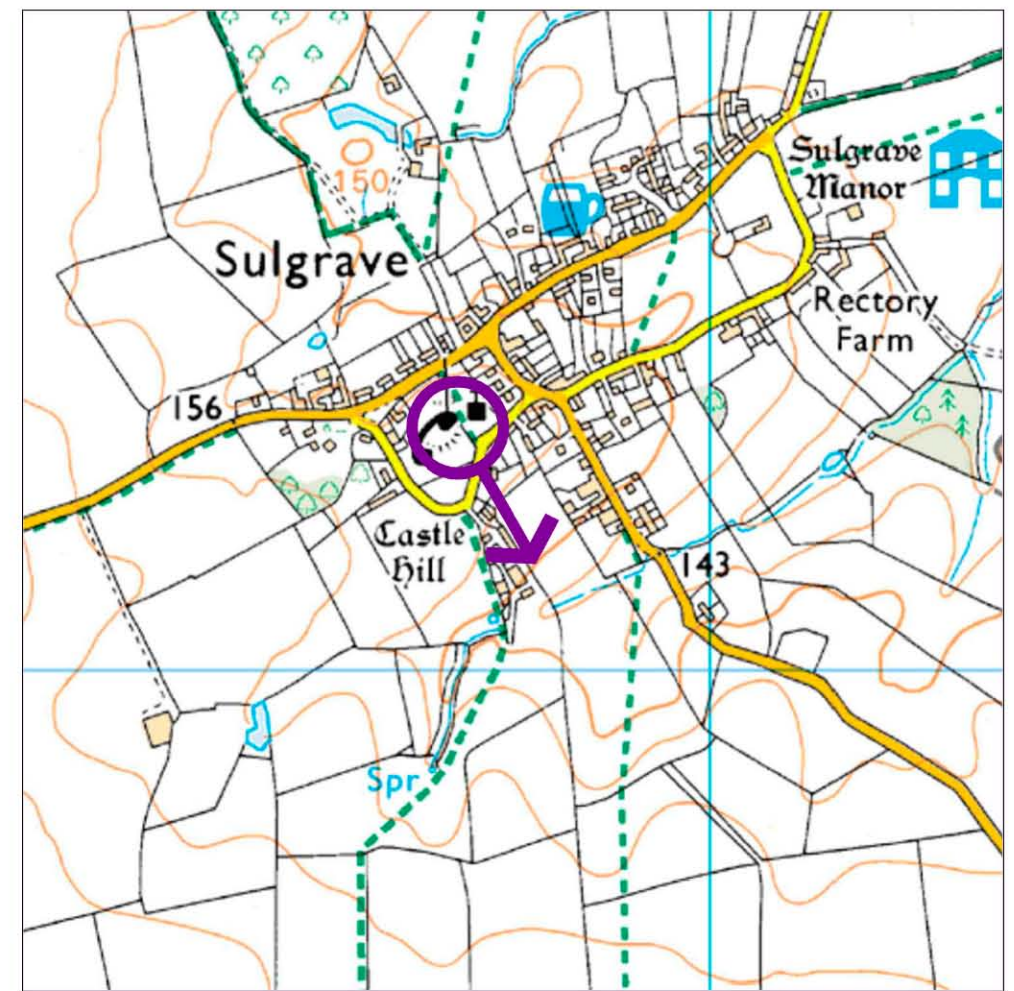 150
Sulgrave
Sulgrave
Manor
Rectory
Farm
156
Castle
Hill
143
Spr